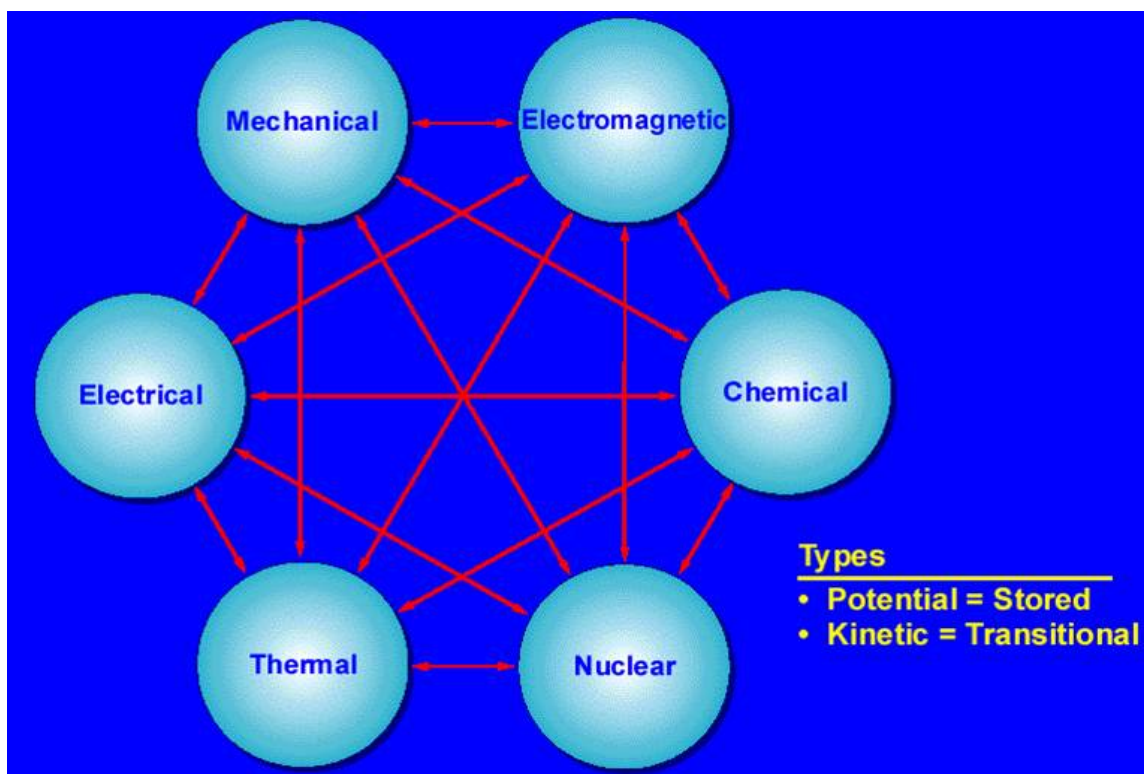 Mechanical
Electromagnetic
Electrical
Chemical
Thermal
Nuclear
Types
• Potential = Stored
• Kinetic = Transitional